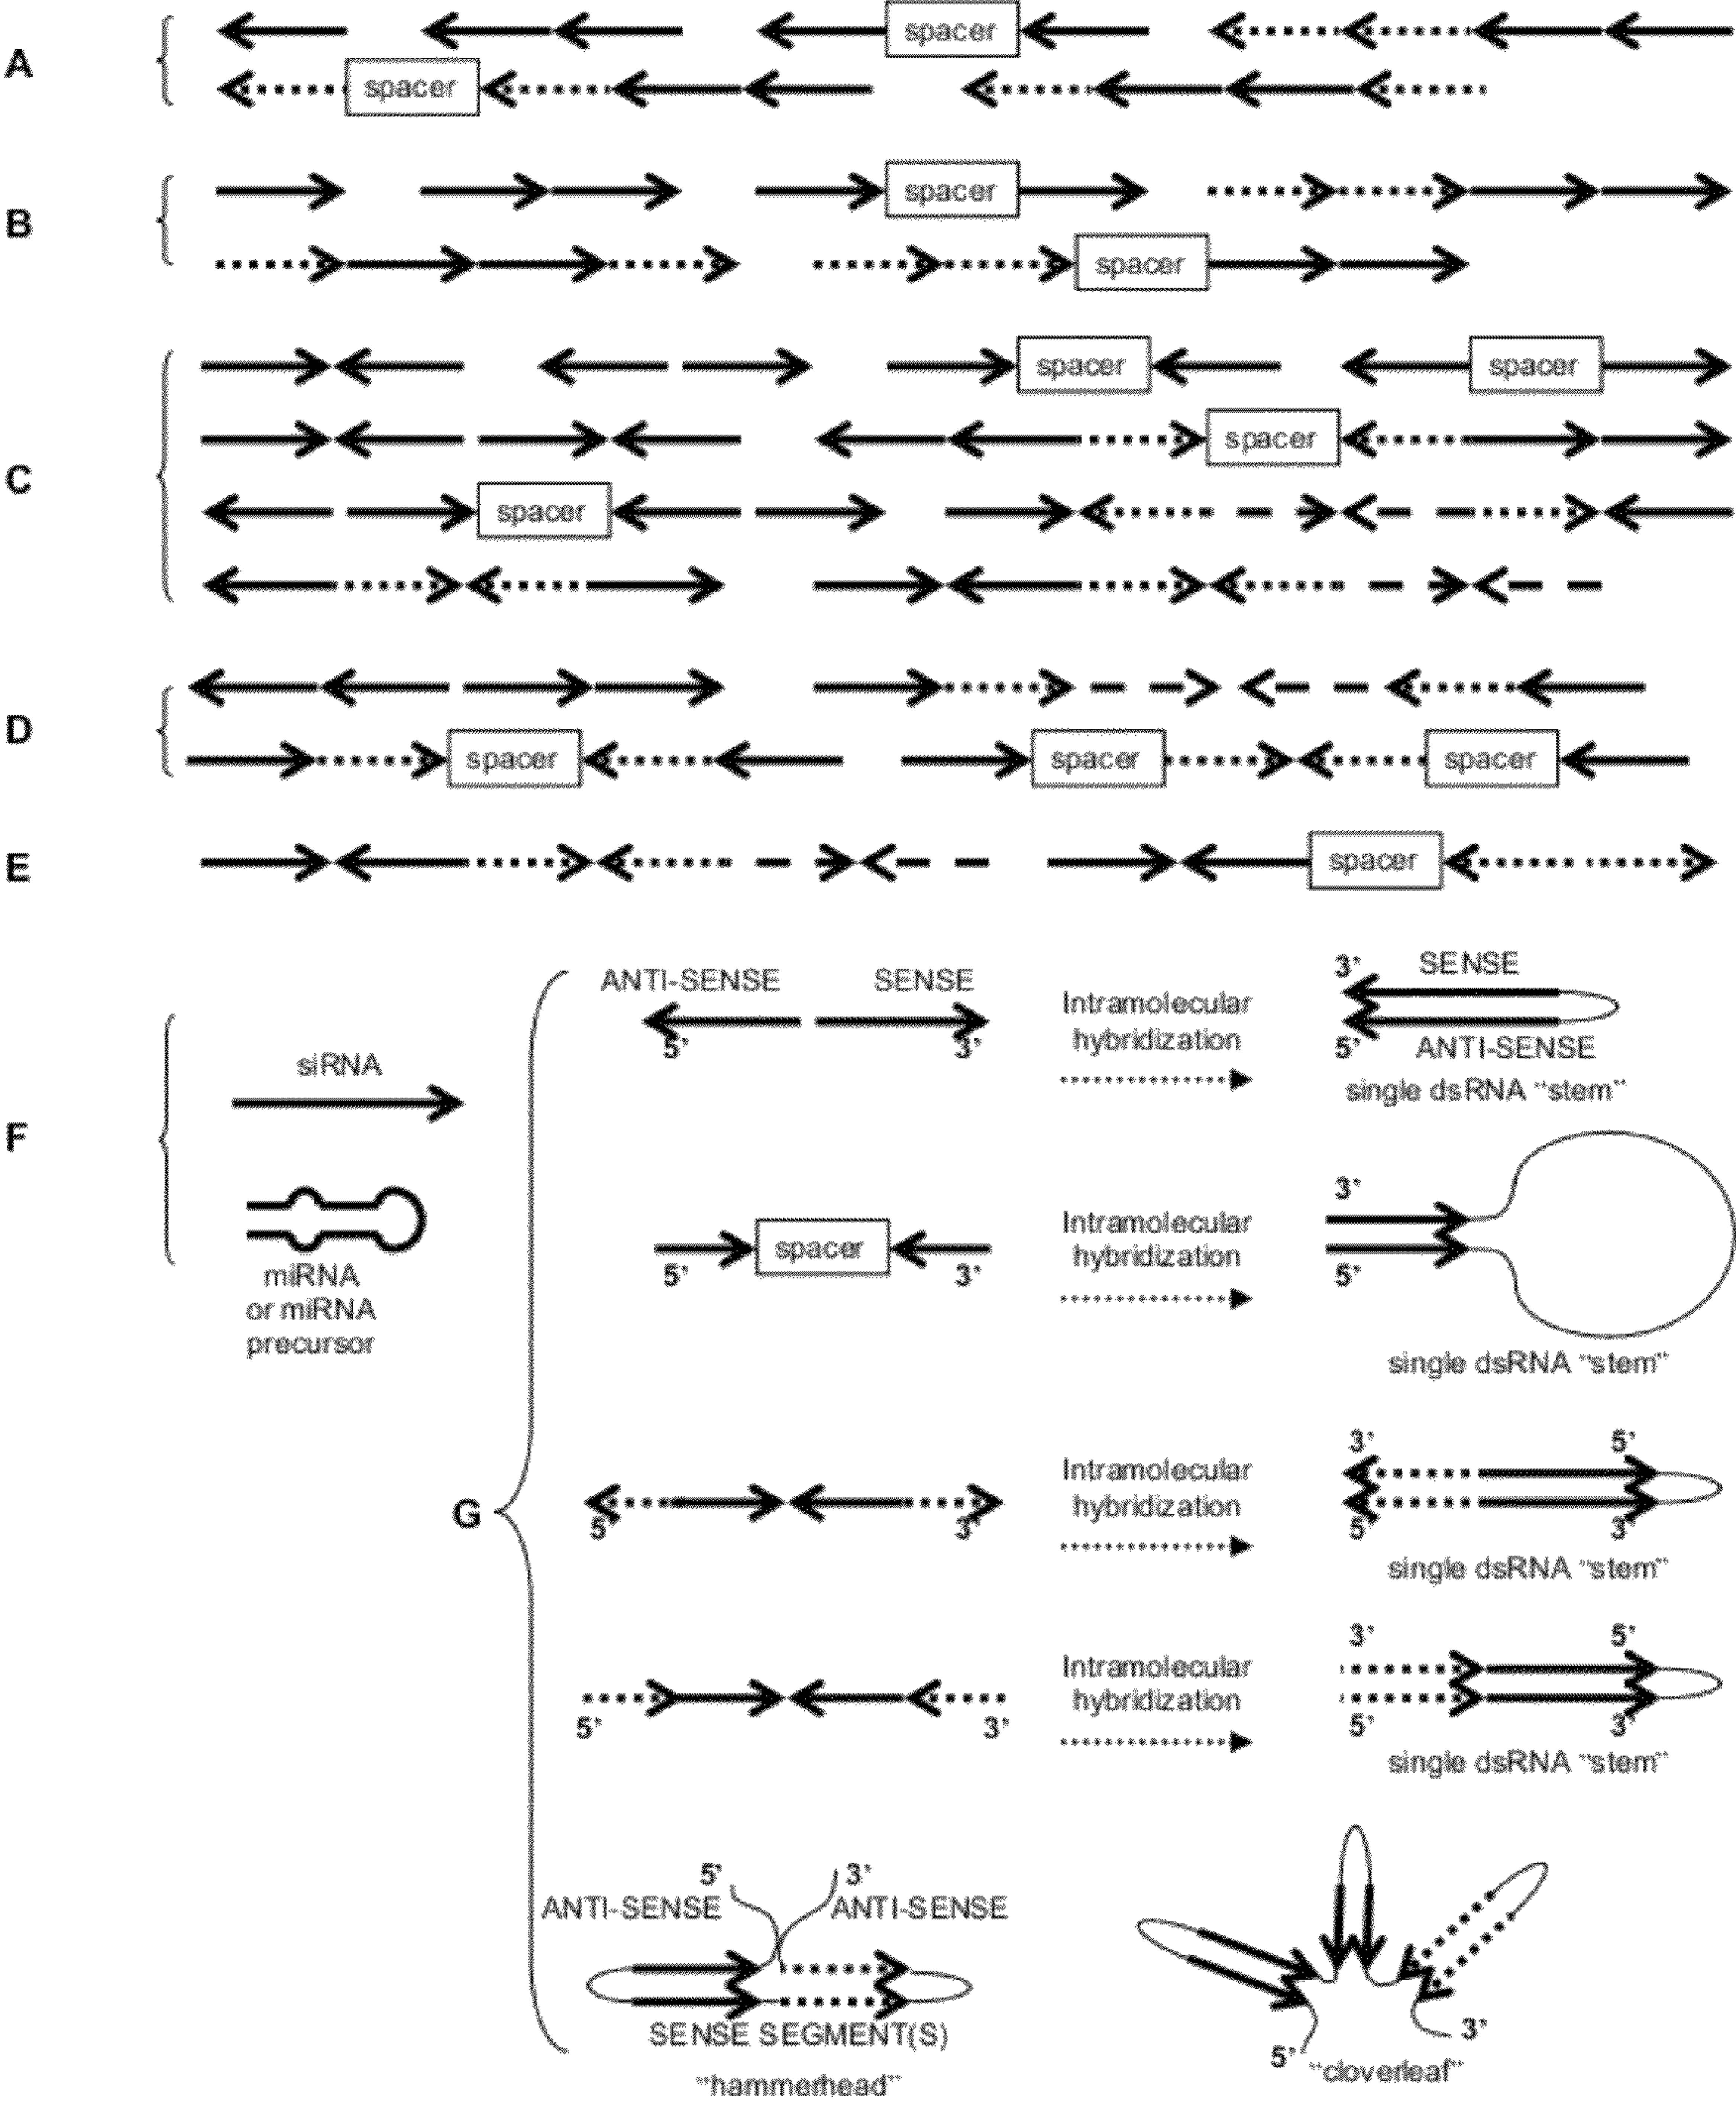 A
spacer
spacer
B
spacer
spacer
C
spacer
spacer
spacer
spacer
D
spacer
spacer
spacer
E
spacer
F
siRNA
miRNA
or miRNA
precursor
G
ANTI-SENSE SENSE
5' 3'
Intramolecular
hybridization
3' SENSE
5' ANTI-SENSE
single dsRNA "stem"
spacer
5' 3'
Intramolecular
hybridization
3'
5'
single dsRNA "stem"
5' 3'
Intramolecular
hybridization
3' 5'
5' 3'
single dsRNA "stem"
5' 3'
Intramolecular
hybridization
3' 5'
5' 3'
single dsRNA "stem"
5' 3'
ANTI-SENSE ANTI-SENSE
SENSE SEGMENT(S)
"hammerhead"
3'
5' "cloverleaf"